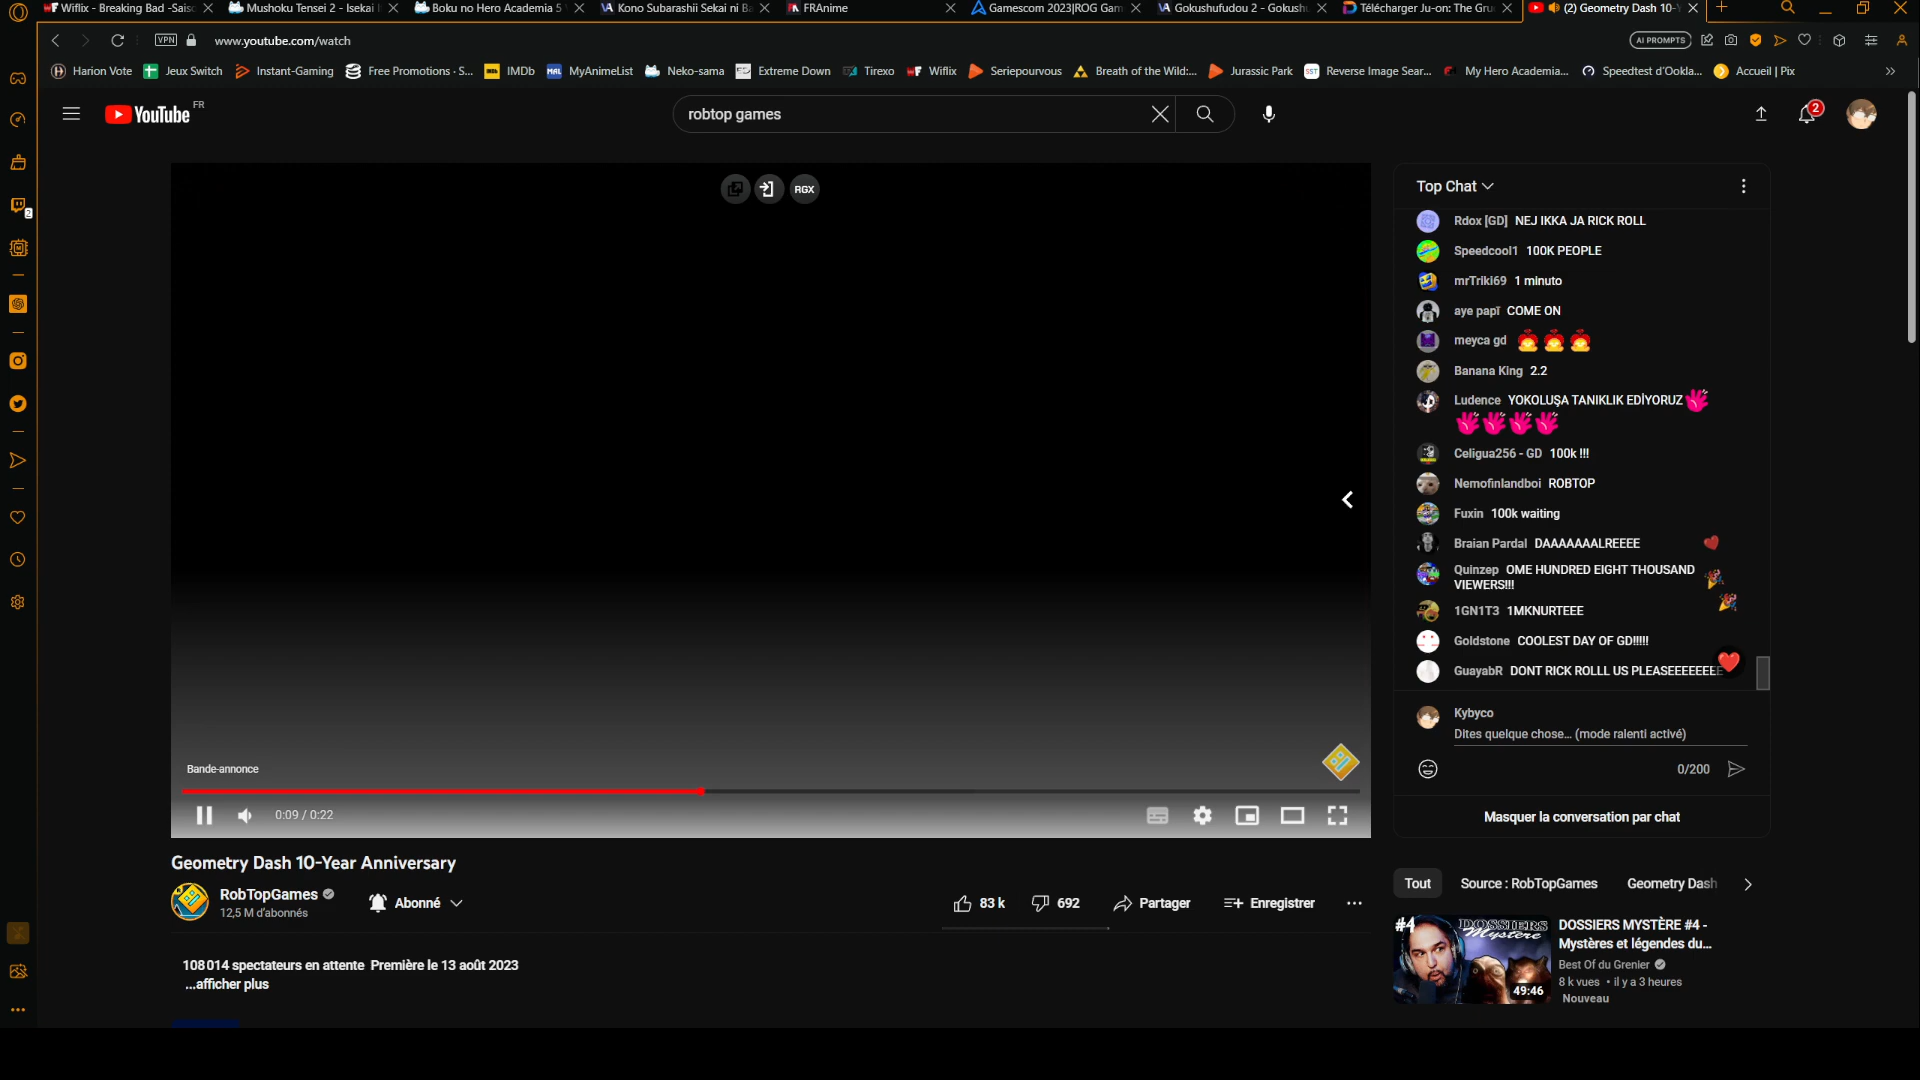 Wiflix - Breaking Bad -Sais
Mushoku Tensei 2 - Isekai
Boku no Hero Academia 5
Kono Subarashii Sekai ni B
FRAnime
Gamescom 2023|ROG Gam
Gokushufudou 2 - Gokush
Télécharger Ju-on: The Gru
(2) Geometry Dash 10-
VPN
www.youtube.com/watch
AI PROMPTS
Harion Vote
Jeux Switch
Instant-Gaming
Free Promotions · S...
IMDb
MAL
MyAnimeList
Neko-sama
Extreme Down
Tirexo
Wiflix
Seriepourvous
Breath of the Wild:...
Jurassic Park
SST
Reverse Image Sear...
My Hero Academia...
Speedtest d'Ookla...
Accueil | Pix
YouTube FR
robtop games
2
2
RGX
Top Chat
Rdox [GD] NEJ IKKA JA RICK ROLL
Speedcool1 100K PEOPLE
mrTriki69 1 minuto
aye papï COME ON
meyca gd
Banana King 2.2
Ludence YOKOLUŞA TANIKLIK EDİYORUZ
Celigua256 - GD 100k !!!
Nemofinlandboi ROBTOP
Fuxin 100k waiting
Braian Pardal DAAAAAAALREEEE
Quinzep OME HUNDRED EIGHT THOUSAND
VIEWERS!!!
1GN1T3 1MKNURTEEE
Goldstone COOLEST DAY OF GD!!!!!
GuayabR DONT RICK ROLLL US PLEASEEEEEEE
Kybyco
Dites quelque chose... (mode ralenti activé)
0/200
Masquer la conversation par chat
Bande-annonce
0:09 / 0:22
Geometry Dash 10-Year Anniversary
RobTopGames
12,5 M d'abonnés
Abonné
83 k
692
Partager
Enregistrer
108 014 spectateurs en attente Première le 13 août 2023
...afficher plus
Tout
Source : RobTopGames
Geometry Dash
#4
DOSSIERS
Mystère
49:46
DOSSIERS MYSTÈRE #4 -
Mystères et légendes du...
Best Of du Grenier
8 k vues • il y a 3 heures
Nouveau